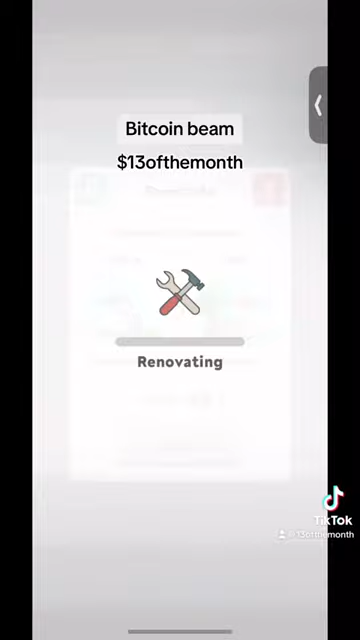 Bitcoin beam
$13ofthemonth
Renovating
TikTok
@13ofthemonth